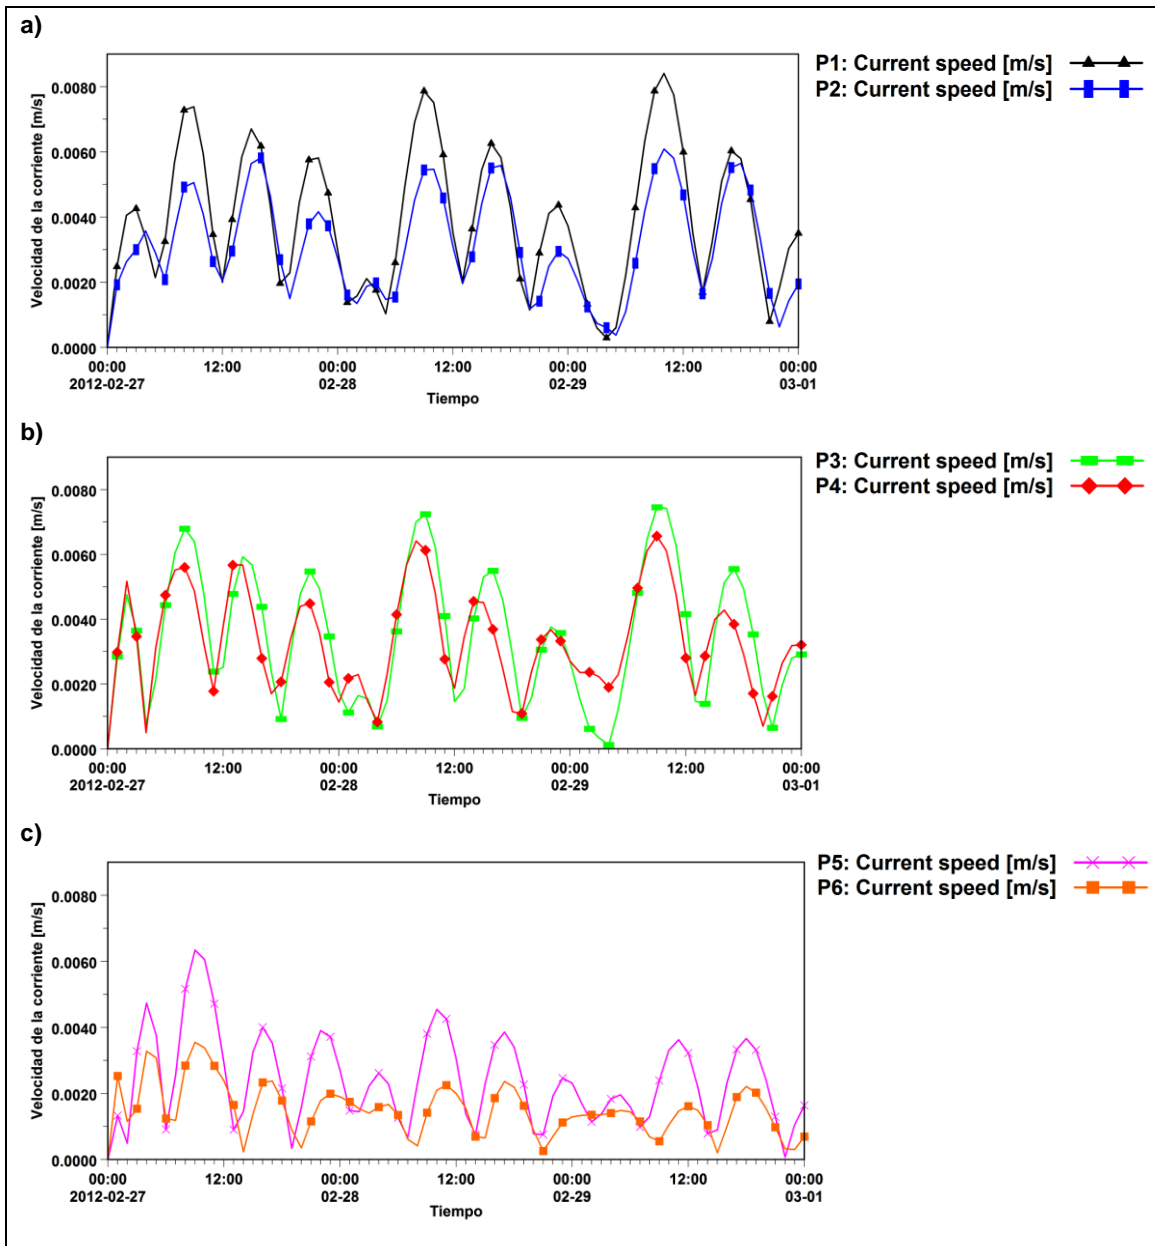 a)
P1: Current speed [m/s]
P2: Current speed [m/s]
Velocidad de la corriente [m/s]
0.0080
0.0060
0.0040
0.0020
0.0000
00:00 12:00 00:00 12:00 00:00 12:00 00:00
2012-02-27 02-28 02-29 03-01
Tiempo
b)
P3: Current speed [m/s]
P4: Current speed [m/s]
Velocidad de la corriente [m/s]
0.0080
0.0060
0.0040
0.0020
0.0000
00:00 12:00 00:00 12:00 00:00 12:00 00:00
2012-02-27 02-28 02-29 03-01
Tiempo
c)
P5: Current speed [m/s]
P6: Current speed [m/s]
Velocidad de la corriente [m/s]
0.0080
0.0060
0.0040
0.0020
0.0000
00:00 12:00 00:00 12:00 00:00 12:00 00:00
2012-02-27 02-28 02-29 03-01
Tiempo